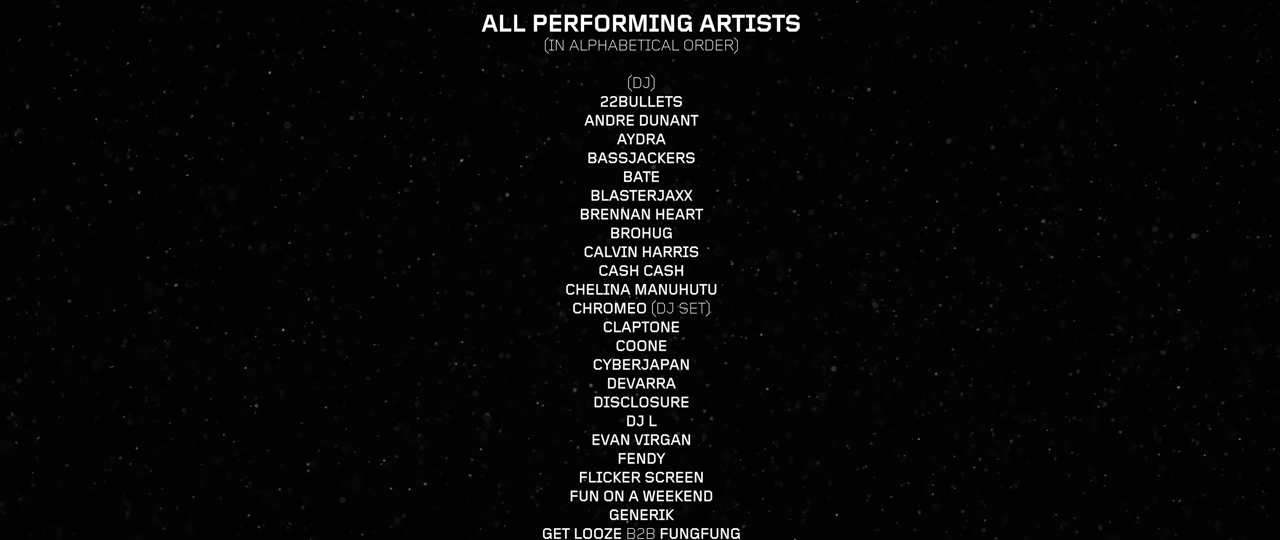 ALL PERFORMING ARTISTS
(IN ALPHABETICAL ORDER)
(DJ)
22BULLETS
ANDRE DUNANT
AYDRA
BASSJACKERS
BATE
BLASTERJAXX
BRENNAN HEART
BROHUG
CALVIN HARRIS
CASH CASH
CHELINA MANUHUTU
CHROMEO (DJ SET)
CLAPTONE
COONE
CYBERJAPAN
DEVARRA
DISCLOSURE
DJ L
EVAN VIRGAN
FENDY
FLICKER SCREEN
FUN ON A WEEKEND
GENERIK
GET LOOZE B2B FUNGFUNG